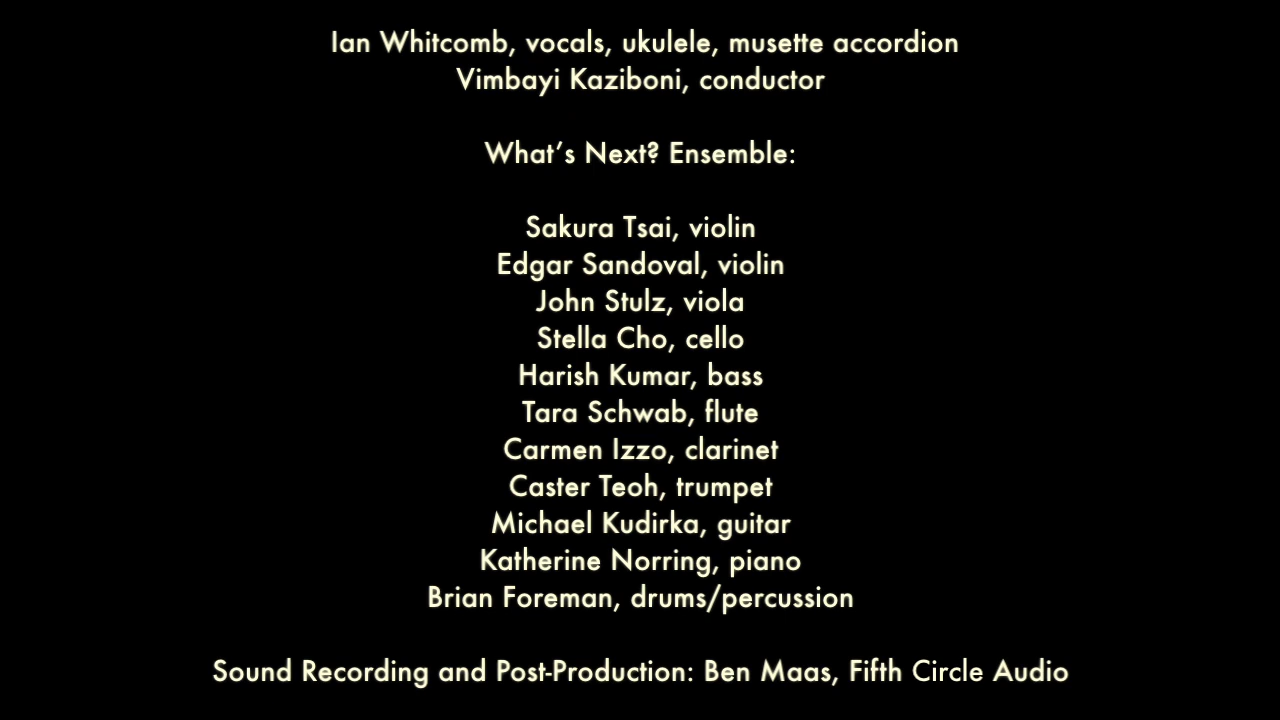 Ian Whitcomb, vocals, ukulele, musette accordion
Vimbayi Kaziboni, conductor
What’s Next? Ensemble:
Sakura Tsai, violin
Edgar Sandoval, violin
John Stulz, viola
Stella Cho, cello
Harish Kumar, bass
Tara Schwab, flute
Carmen Izzo, clarinet
Caster Teoh, trumpet
Michael Kudirka, guitar
Katherine Norring, piano
Brian Foreman, drums/percussion
Sound Recording and Post-Production: Ben Maas, Fifth Circle Audio